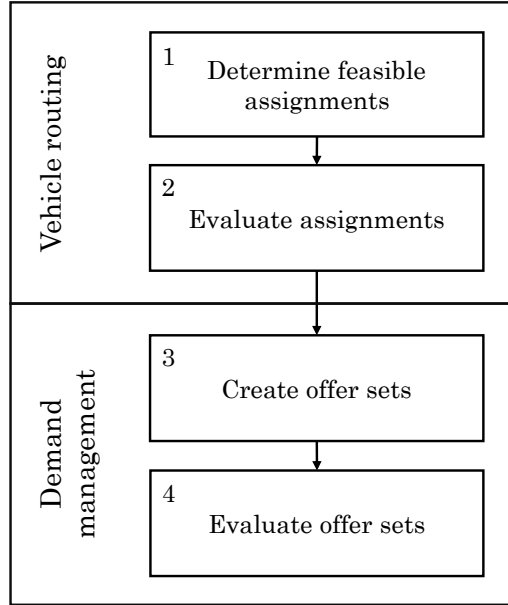 Vehicle routing
1
Determine feasible
assignments
2
Evaluate assignments
Demand
management
3
Create offer sets
4
Evaluate offer sets